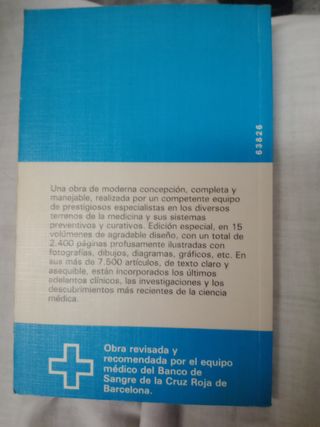 63826
Una obra de moderna concepción, completa y
manejable, realizada por un competente equipo
de prestigiosos especialistas en los diversos
terrenos de la medicina y sus sistemas
preventivos y curativos. Edición especial, en 15
volúmenes de agradable diseño, con un total de
2.400 páginas profusamente ilustradas con
fotografías, dibujos, diagramas, gráficos, etc. En
sus más de 7.500 artículos, de texto claro y
asequible, están incorporados los últimos
adelantos clínicos, las investigaciones y los
descubrimientos más recientes de la ciencia
médica.
Obra revisada y
recomendada por el equipo
médico del Banco de
Sangre de la Cruz Roja de
Barcelona.